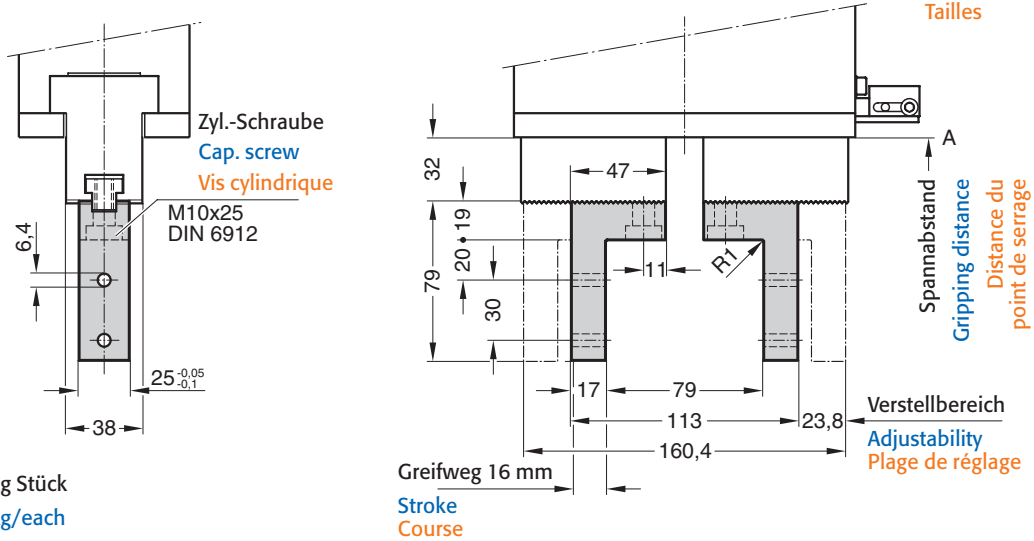 Tailles
Zyl.-Schraube
Cap. screw
Vis cylindrique
M10x25
DIN 6912
6,4
25 -0,05
-0,1
38
g Stück
g/each
A
32
47
20 • 19
79
11
R1
30
17
79
113
23,8
160,4
Spannabstand
Gripping distance
Distance du
point de serrage
Verstellbereich
Adjustability
Plage de réglage
Greifweg 16 mm
Stroke
Course